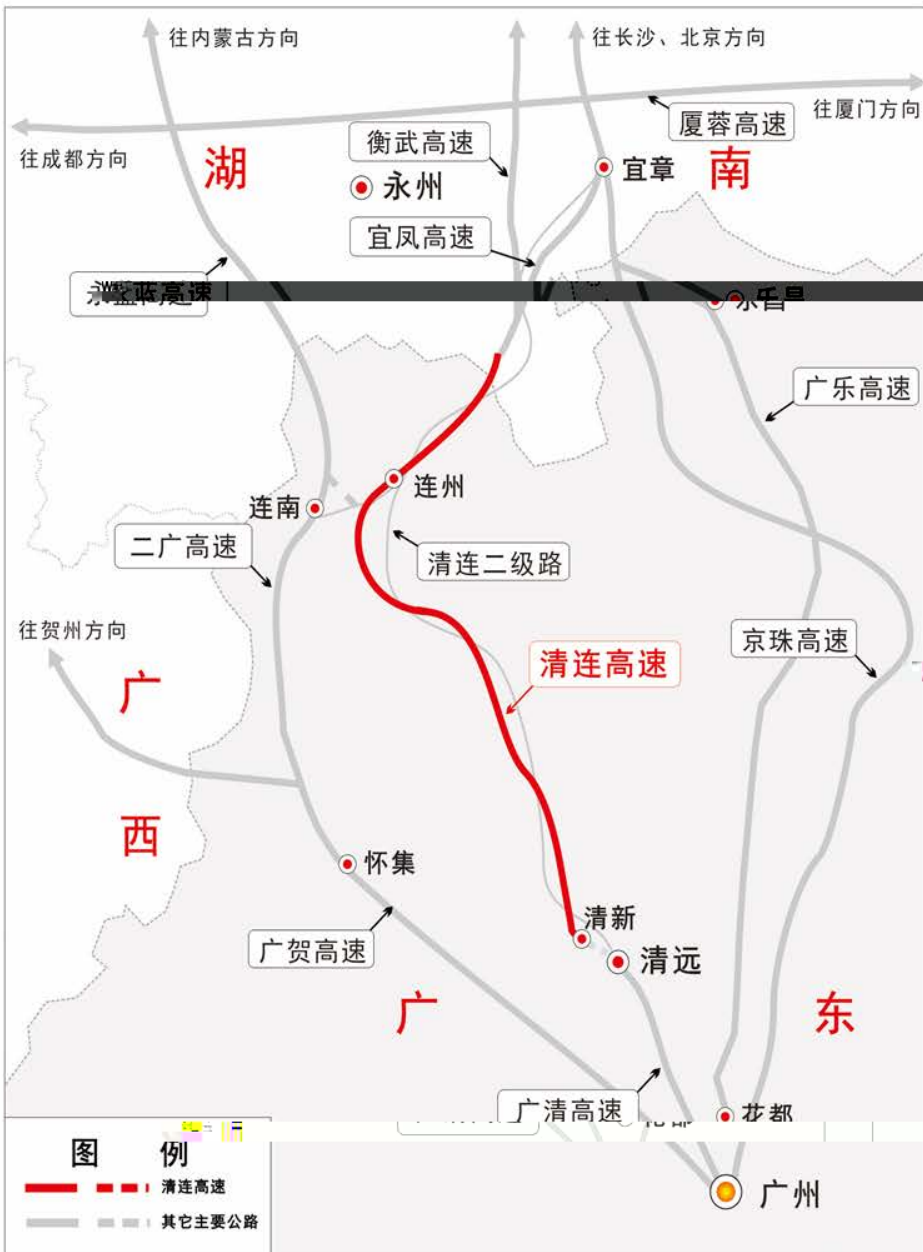 往内蒙古方向
往长沙、北京方向
往厦门方向
厦蓉高速
往成都方向
湖
衡武高速
永州
宜章
南
宜凤高速
蓝高速
乐昌
广乐高速
连州
连南
二广高速
清连二级路
往贺州方向
京珠高速
清连高速
广
西
怀集
清新
清远
广贺高速
广
东
广清高速
花都
图 例
清连高速
其它主要公路
广州